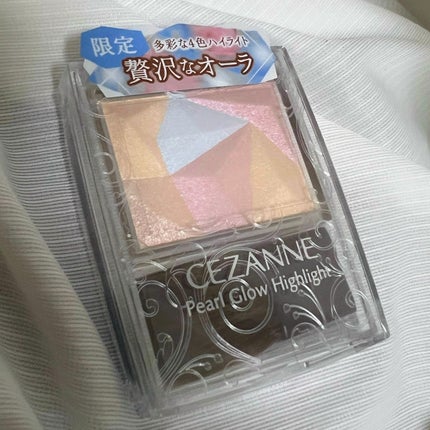 限定
多彩な4色ハイライト
贅沢なオーラ
CEZANNE
Pearl Glow Highlight